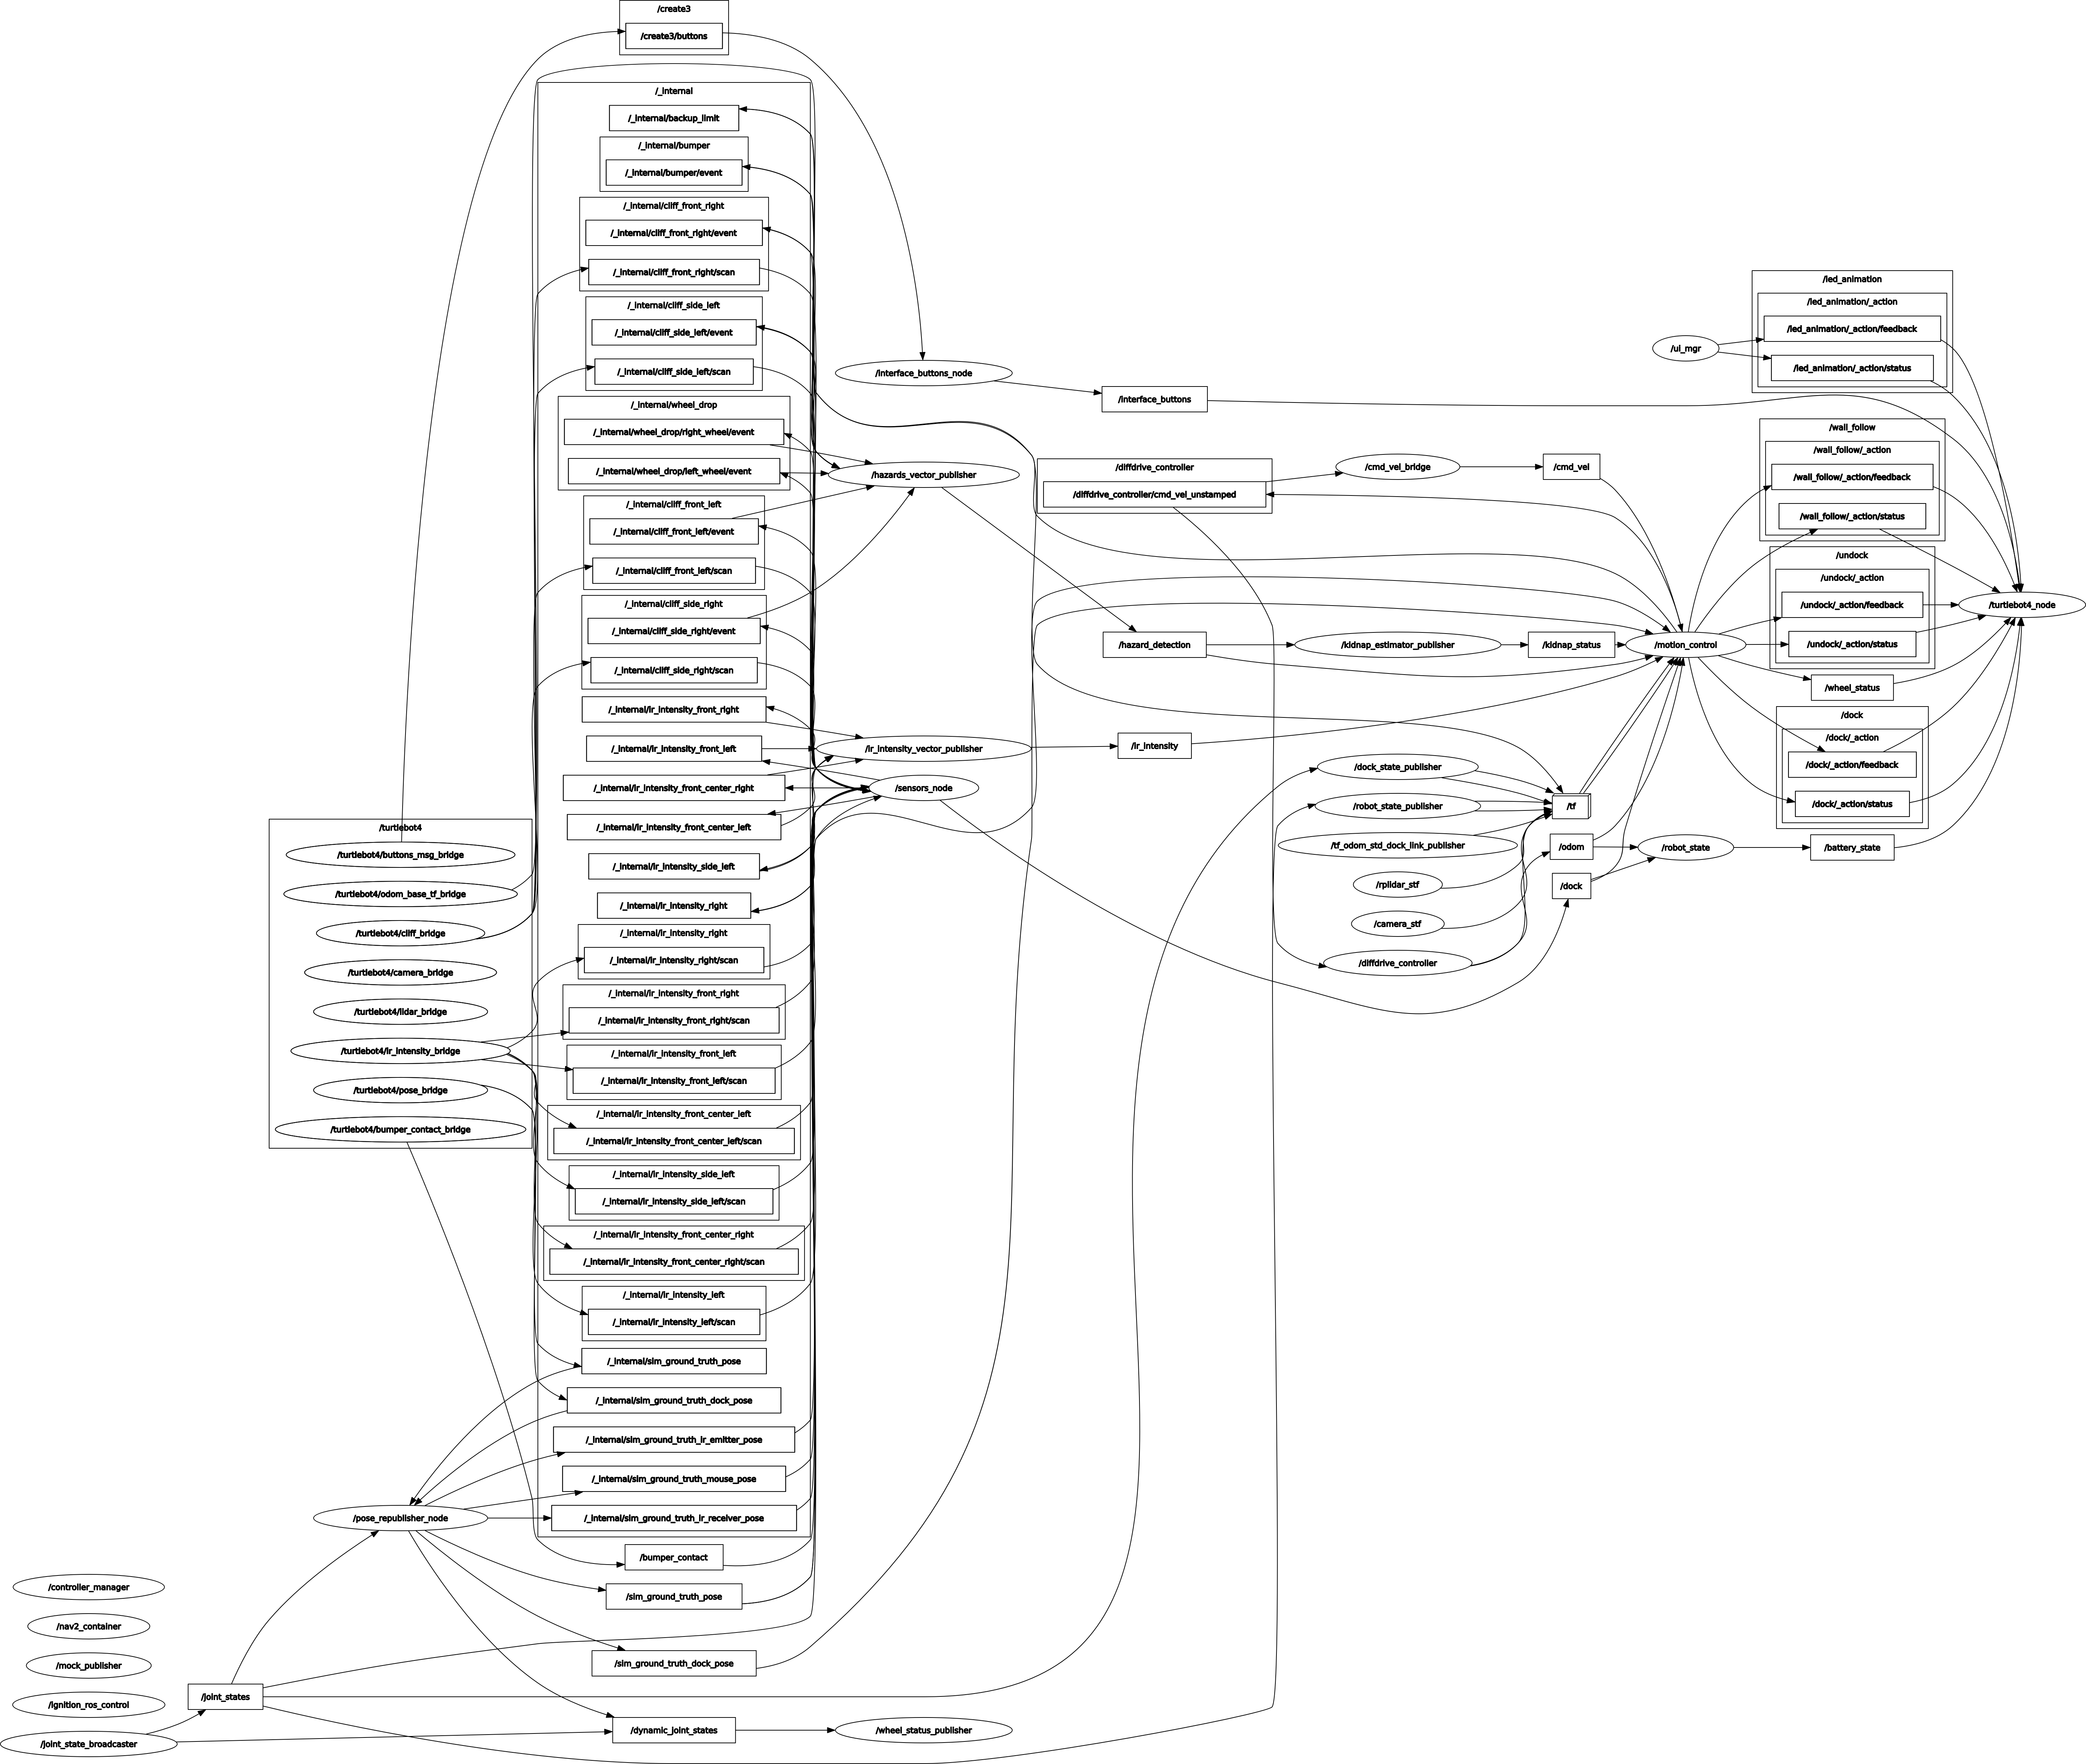 /create3
/create3/buttons
/_internal
/_internal/backup_limit
/_internal/bumper
/_internal/bumper/event
/_internal/cliff_front_right
/_internal/cliff_front_right/event
/_internal/cliff_front_right/scan
/_internal/cliff_side_left
/_internal/cliff_side_left/event
/_internal/cliff_side_left/scan
/_internal/wheel_drop
/_internal/wheel_drop/right_wheel/event
/_internal/wheel_drop/left_wheel/event
/_internal/cliff_front_left
/_internal/cliff_front_left/event
/_internal/cliff_front_left/scan
/_internal/cliff_side_right
/_internal/cliff_side_right/event
/_internal/cliff_side_right/scan
/_internal/ir_intensity_front_right
/_internal/ir_intensity_front_left
/_internal/ir_intensity_front_center_right
/_internal/ir_intensity_front_center_left
/_internal/ir_intensity_side_left
/_internal/ir_intensity_right
/_internal/ir_intensity_right
/_internal/ir_intensity_right/scan
/_internal/ir_intensity_front_right
/_internal/ir_intensity_front_right/scan
/_internal/ir_intensity_front_left
/_internal/ir_intensity_front_left/scan
/_internal/ir_intensity_front_center_left
/_internal/ir_intensity_front_center_left/scan
/_internal/ir_intensity_side_left
/_internal/ir_intensity_side_left/scan
/_internal/ir_intensity_front_center_right
/_internal/ir_intensity_front_center_right/scan
/_internal/ir_intensity_left
/_internal/ir_intensity_left/scan
/_internal/sim_ground_truth_pose
/_internal/sim_ground_truth_dock_pose
/_internal/sim_ground_truth_ir_emitter_pose
/_internal/sim_ground_truth_mouse_pose
/_internal/sim_ground_truth_ir_receiver_pose
/bumper_contact
/sim_ground_truth_pose
/sim_ground_truth_dock_pose
/dynamic_joint_states
/turtlebot4
/turtlebot4/buttons_msg_bridge
/turtlebot4/odom_base_tf_bridge
/turtlebot4/cliff_bridge
/turtlebot4/camera_bridge
/turtlebot4/lidar_bridge
/turtlebot4/ir_intensity_bridge
/turtlebot4/pose_bridge
/turtlebot4/bumper_contact_bridge
/pose_republisher_node
/controller_manager
/nav2_container
/mock_publisher
/ignition_ros_control
/joint_state_broadcaster
/joint_states
/interface_buttons_node
/hazards_vector_publisher
/ir_intensity_vector_publisher
/sensors_node
/wheel_status_publisher
/interface_buttons
/diffdrive_controller
/diffdrive_controller/cmd_vel_unstamped
/hazard_detection
/ir_intensity
/cmd_vel_bridge
/kidnap_estimator_publisher
/dock_state_publisher
/robot_state_publisher
/tf_odom_std_dock_link_publisher
/rplidar_stf
/camera_stf
/diffdrive_controller
/cmd_vel
/kidnap_status
/tf
/odom
/dock
/ui_mgr
/motion_control
/robot_state
/led_animation
/led_animation/_action
/led_animation/_action/feedback
/led_animation/_action/status
/wall_follow
/wall_follow/_action
/wall_follow/_action/feedback
/wall_follow/_action/status
/undock
/undock/_action
/undock/_action/feedback
/undock/_action/status
/wheel_status
/dock
/dock/_action
/dock/_action/feedback
/dock/_action/status
/battery_state
/turtlebot4_node